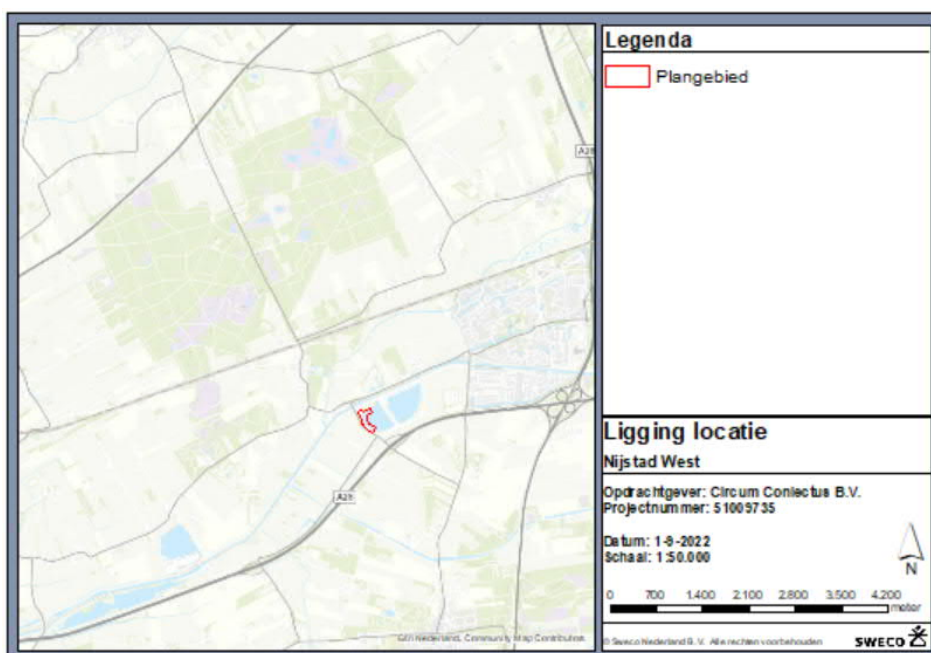 Legenda
Plangebied
A28
A28
Ligging locatie
Nijstad West
Opdrachtgever: Circum Coniectus B.V.
Projectnummer: 51009735
Datum: 1-9-2022
Schaal: 1:50.000
N
0 700 1.400 2.100 2.800 3.500 4.200
meter
Esri Nederland, Community Map Contributors
© Sweco Nederland B.V. Alle rechten voorbehouden
SWECO